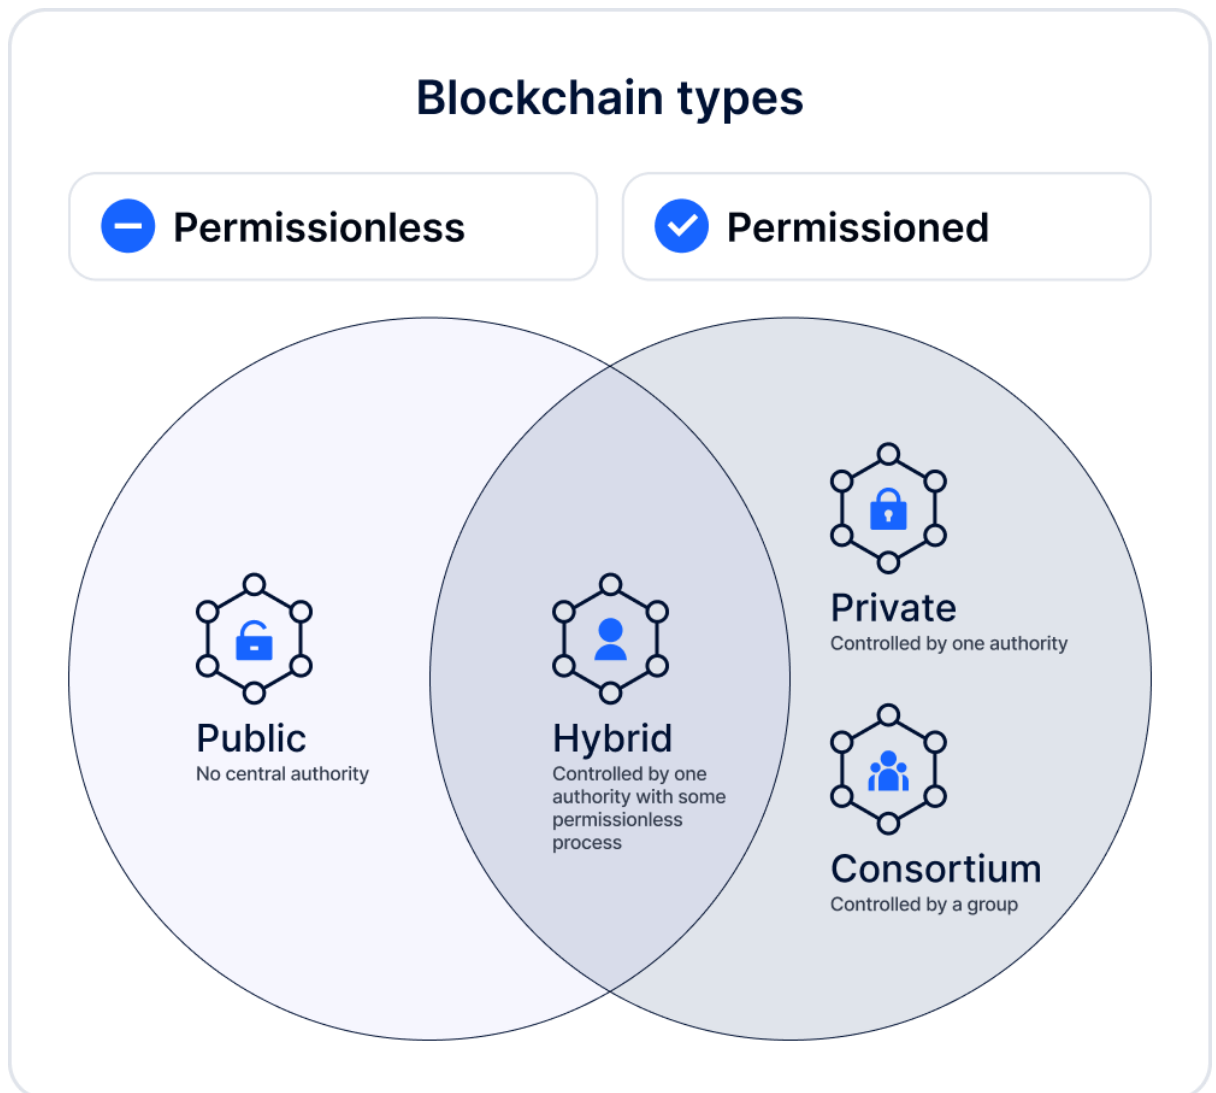 Blockchain types
Permissionless
Permissioned
Public
No central authority
Hybrid
Controlled by one
authority with some
permissionless
process
Private
Controlled by one authority
Consortium
Controlled by a group